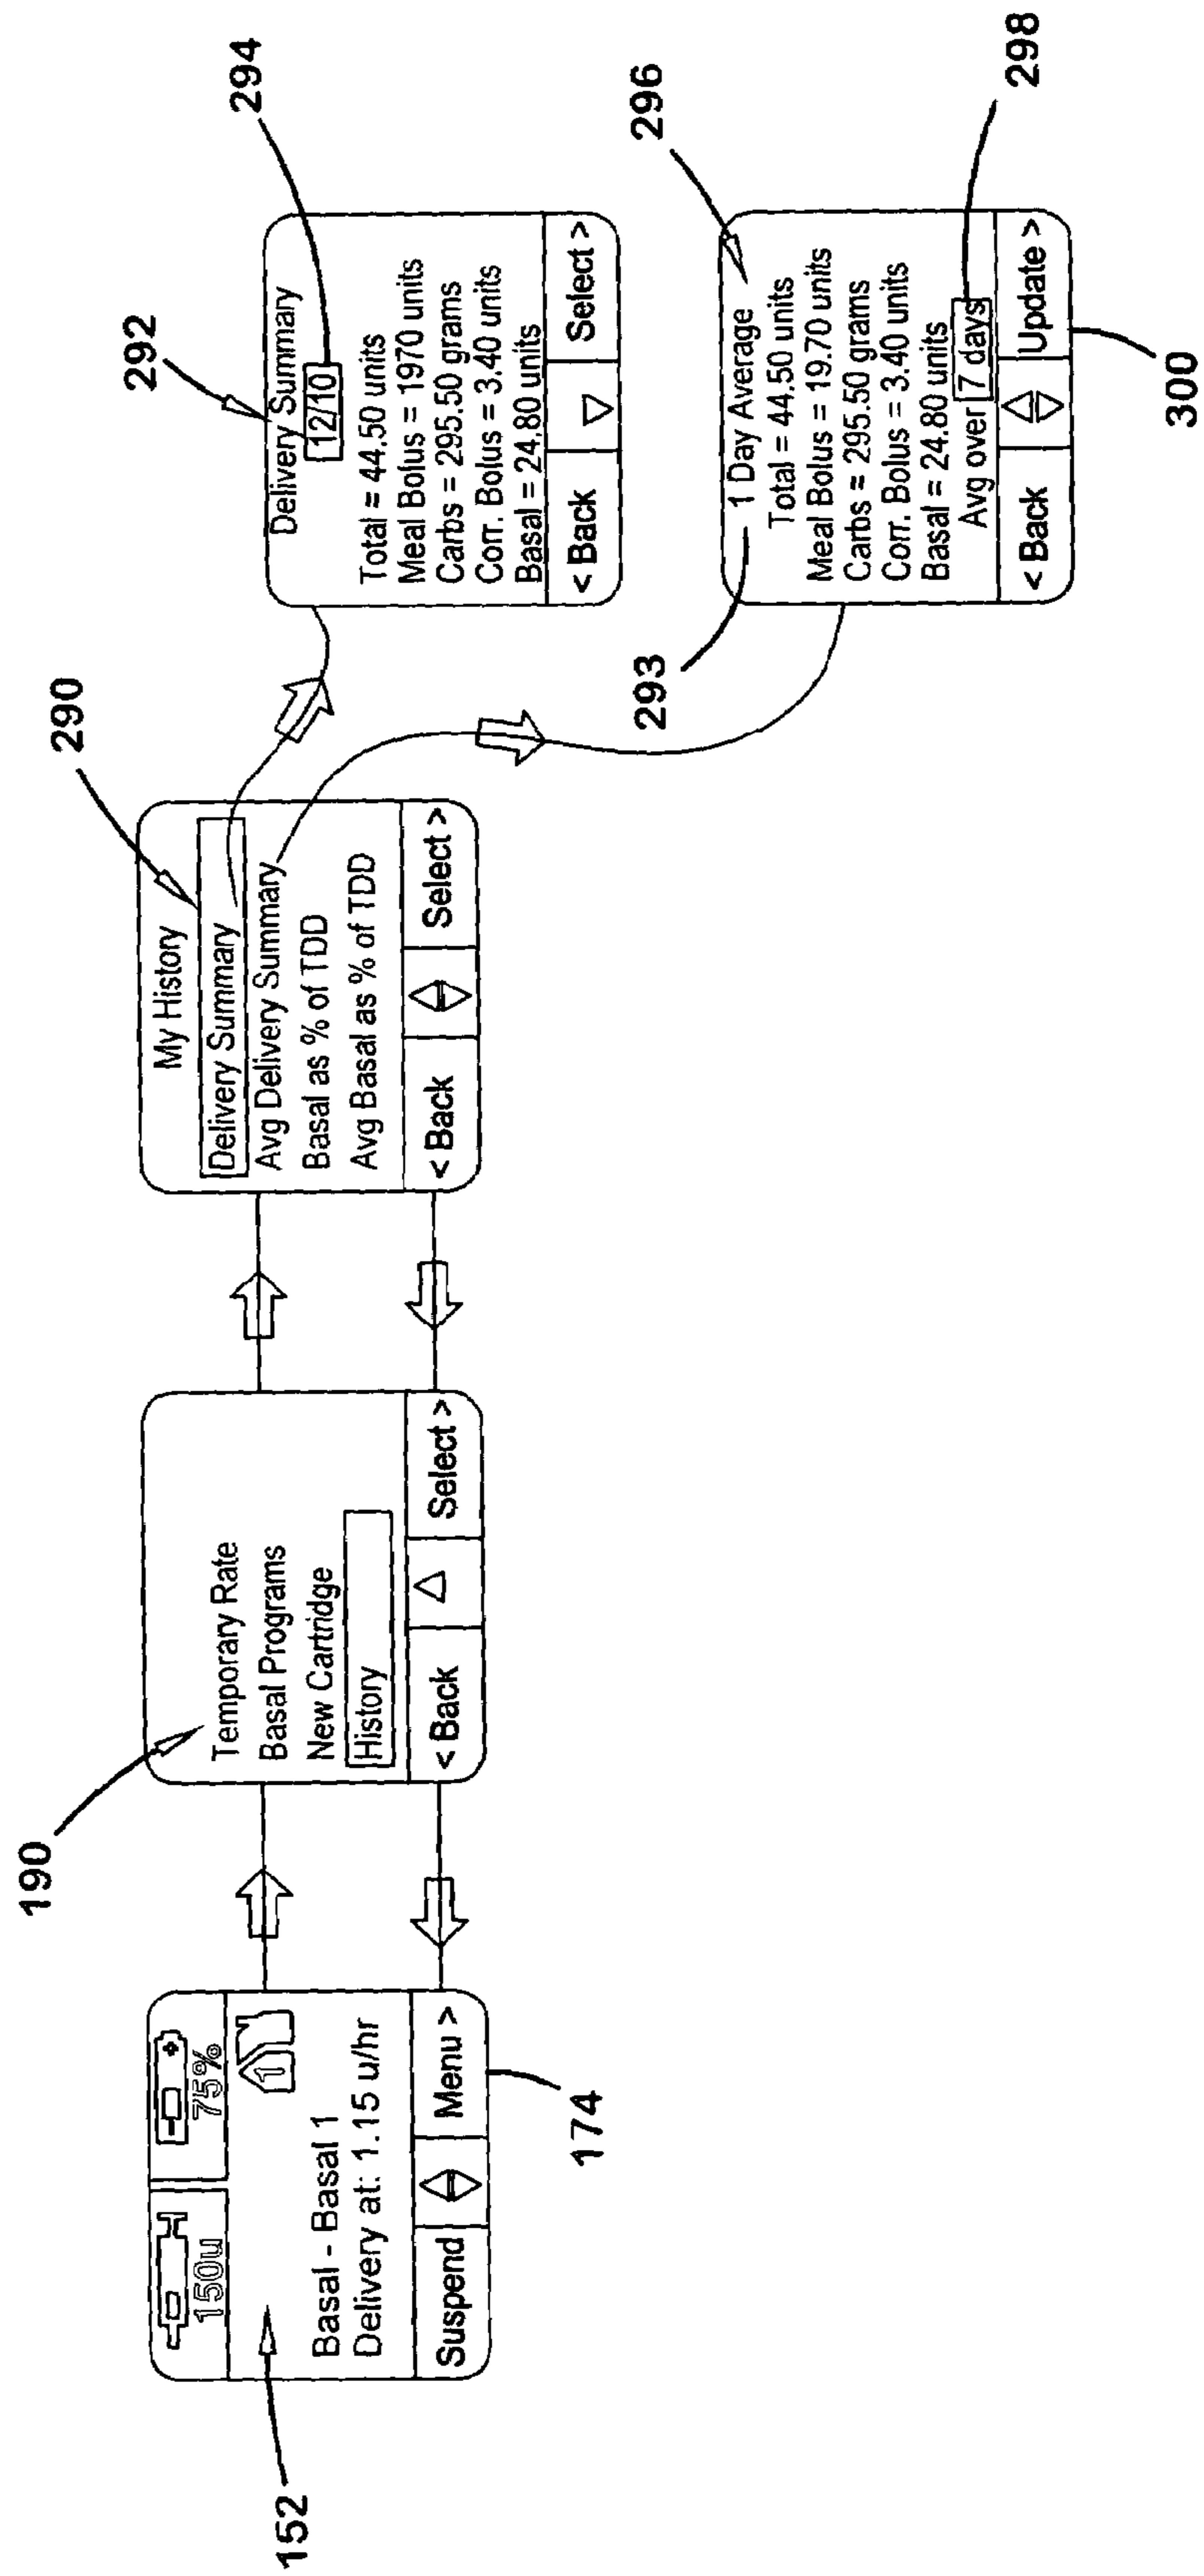 152
150u
75%
1
Basal - Basal 1
Delivery at: 1.15 u/hr
Suspend
Menu >
174
190
Temporary Rate
Basal Programs
New Cartridge
History
< Back
Select >
290
My History
Delivery Summary
Avg Delivery Summary
Basal as % of TDD
Avg Basal as % of TDD
< Back
Select >
292
294
Delivery Summary
12/10
Total = 44.50 units
Meal Bolus = 1970 units
Carbs = 295.50 grams
Corr. Bolus = 3.40 units
Basal = 24.80 units
< Back
Select >
293
296
1 Day Average
Total = 44.50 units
Meal Bolus = 19.70 units
Carbs = 295.50 grams
Corr. Bolus = 3.40 units
Basal = 24.80 units
Avg over 7 days
298
< Back
Update >
300